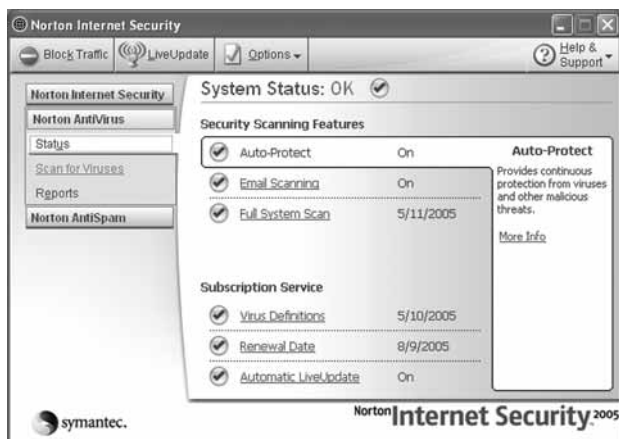 Norton Internet Security
Block Traffic
LiveUpdate
Options
Help & Support
Norton Internet Security
Norton AntiVirus
Status
Scan for Viruses
Reports
Norton AntiSpam
System Status: OK
Security Scanning Features
Auto-Protect On
Email Scanning On
Full System Scan 5/11/2005
Subscription Service
Virus Definitions 5/10/2005
Renewal Date 8/9/2005
Automatic LiveUpdate On
Auto-Protect
Provides continuous
protection from viruses
and other malicious
threats.
More Info
symantec.
Norton Internet Security 2005